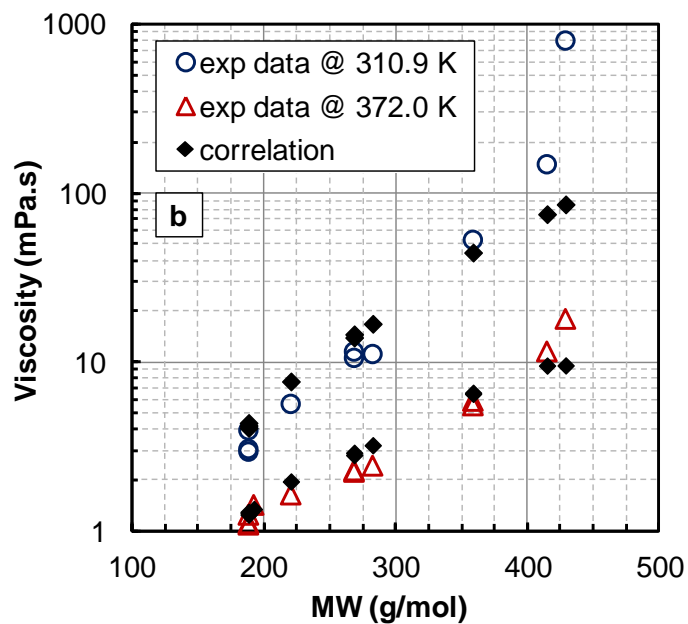 1000
exp data @ 310.9 K
exp data @ 372.0 K
correlation
100
b
Viscosity (mPa.s)
10
1
100 200 300 400 500
MW (g/mol)